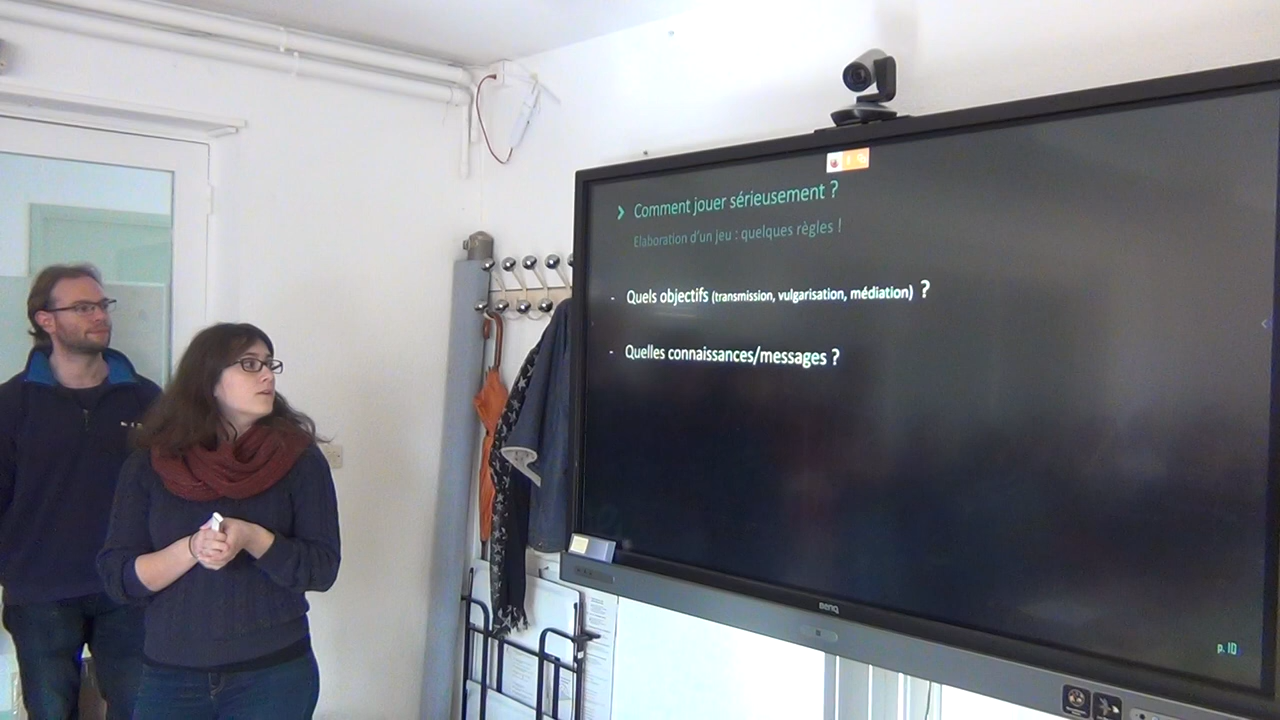 ❯ Comment jouer sérieusement ?
Elaboration d'un jeu : quelques règles !
- Quels objectifs (transmission, vulgarisation, médiation) ?
- Quelles connaissances/messages ?
BenQ
p. 10